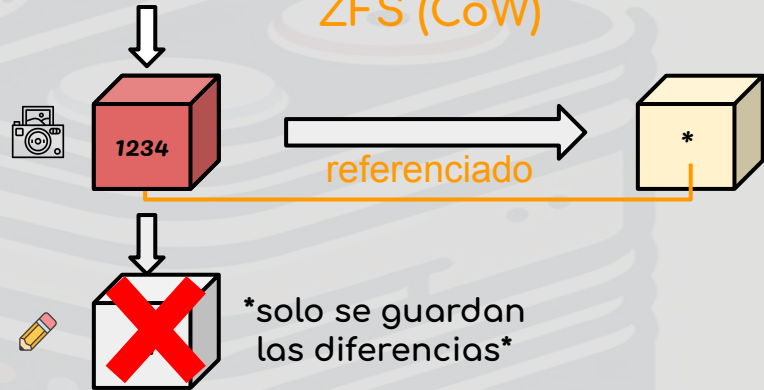 ZFS (CoW)
1234
*
referenciado
*solo se guardan
las diferencias*